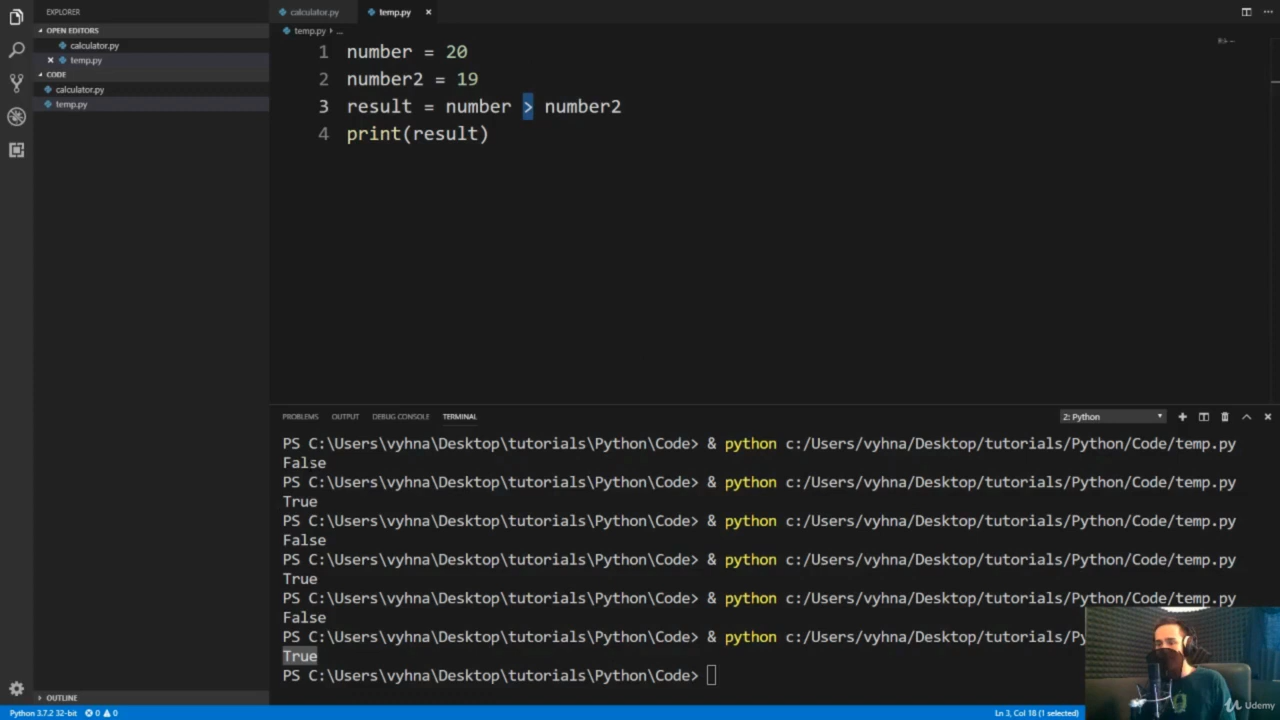 EXPLORER
OPEN EDITORS
calculator.py
temp.py
CODE
calculator.py
temp.py
OUTLINE
calculator.py temp.py
temp.py > ...
1 number = 20
2 number2 = 19
3 result = number > number2
4 print(result)
PROBLEMS OUTPUT DEBUG CONSOLE TERMINAL 2: Python
PS C:\Users\vyhna\Desktop\tutorials\Python\Code> & python c:/Users/vyhna/Desktop/tutorials/Python/Code/temp.py
False
PS C:\Users\vyhna\Desktop\tutorials\Python\Code> & python c:/Users/vyhna/Desktop/tutorials/Python/Code/temp.py
True
PS C:\Users\vyhna\Desktop\tutorials\Python\Code> & python c:/Users/vyhna/Desktop/tutorials/Python/Code/temp.py
False
PS C:\Users\vyhna\Desktop\tutorials\Python\Code> & python c:/Users/vyhna/Desktop/tutorials/Python/Code/temp.py
True
PS C:\Users\vyhna\Desktop\tutorials\Python\Code> & python c:/Users/vyhna/Desktop/tutorials/Python/Code/temp.py
False
PS C:\Users\vyhna\Desktop\tutorials\Python\Code> & python c:/Users/vyhna/Desktop/tutorials/Py
True
PS C:\Users\vyhna\Desktop\tutorials\Python\Code>
Python 3.7.2 32-bit 0 0 Ln 3, Col 18 (1 selected)
Udemy